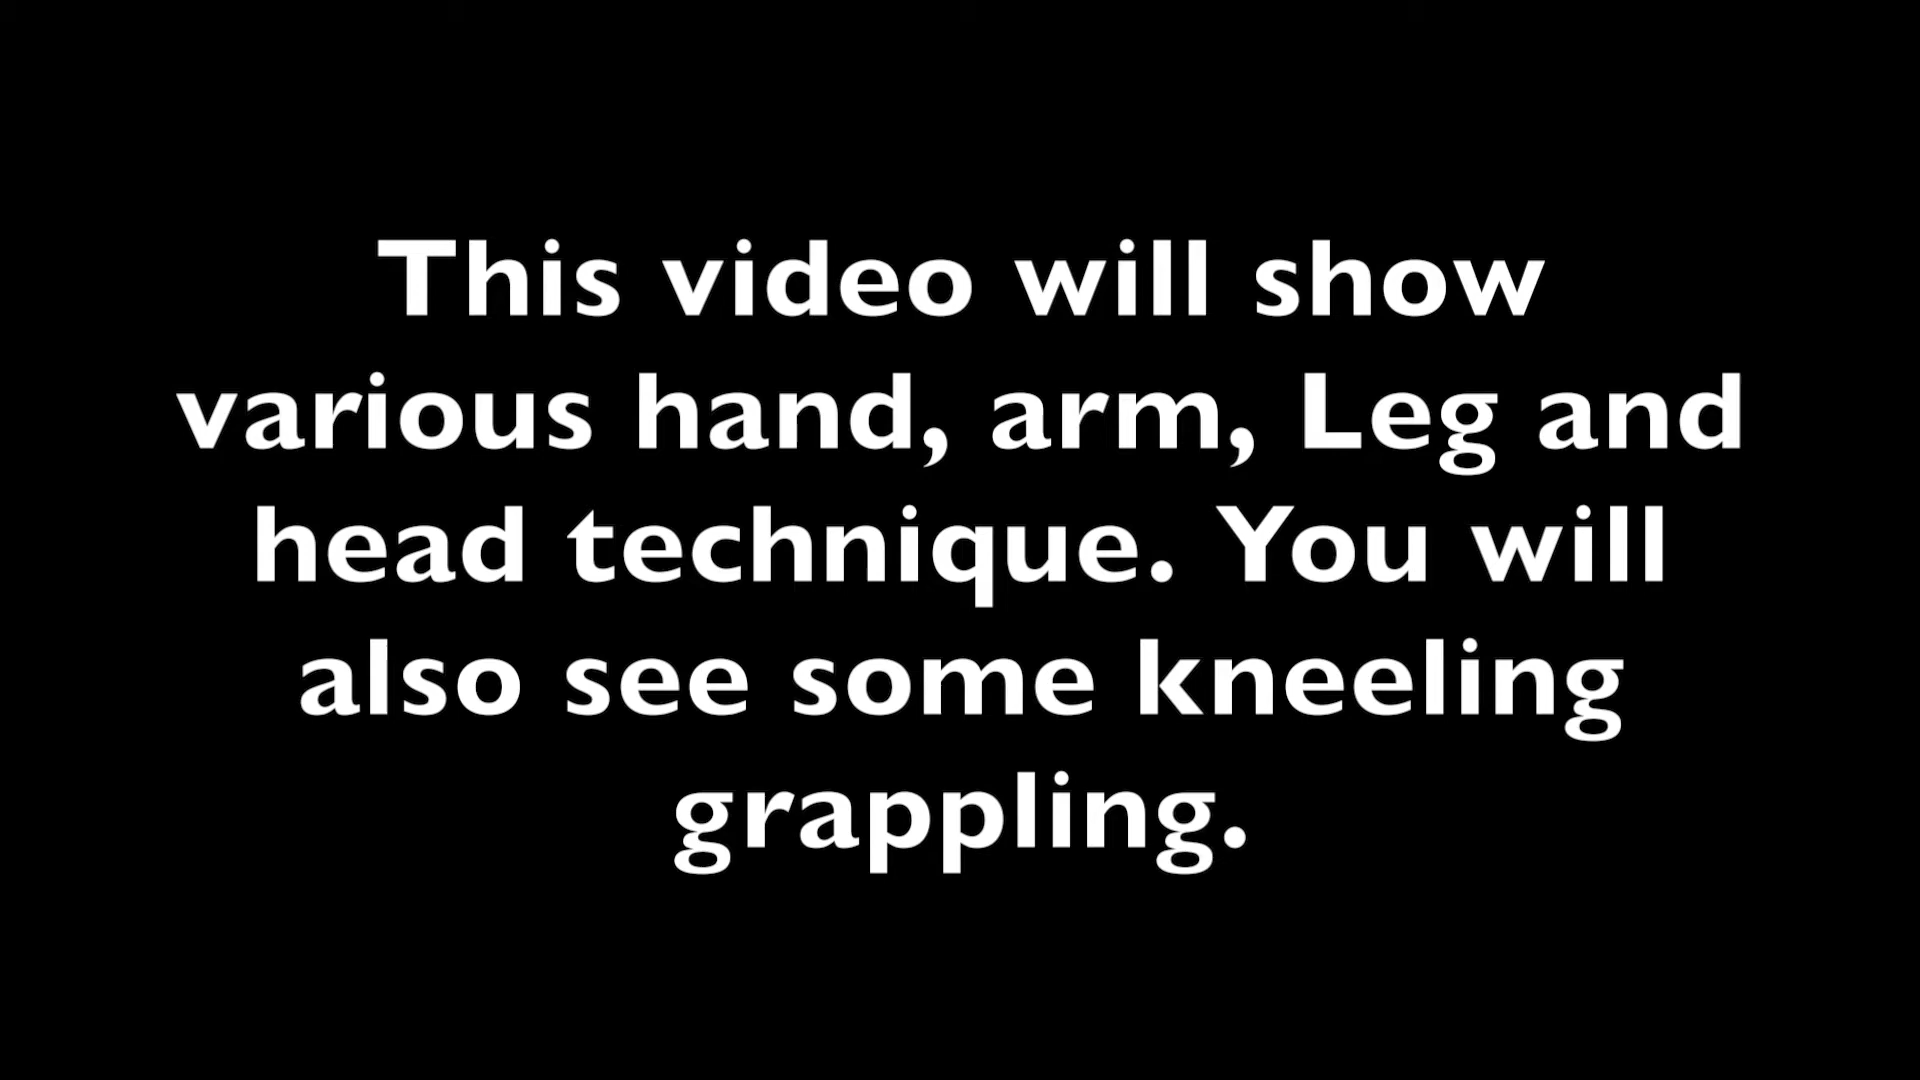 This video will show
various hand, arm, Leg and
head technique. You will
also see some kneeling
grappling.